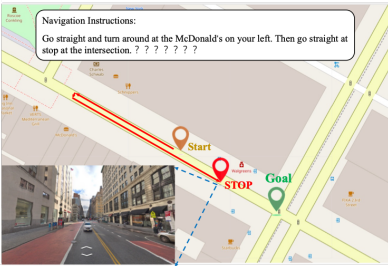 Navigation Instructions:
Go straight and turn around at the McDonald's on your left. Then go straight at
stop at the intersection. ? ? ? ? ? ? ?
Start
Walgreens
STOP
Goal